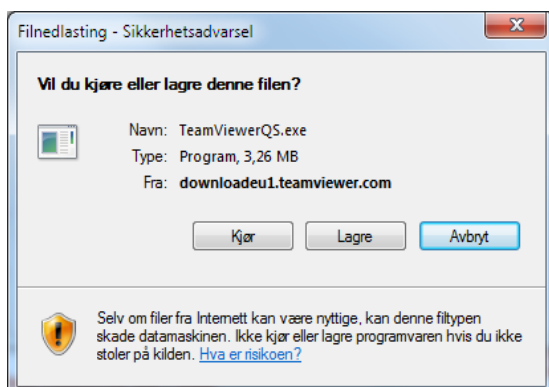 Filnedlasting - Sikkerhetsadvarsel
Vil du kjøre eller lagre denne filen?
Navn: TeamViewerQS.exe
Type: Program, 3,26 MB
Fra: downloadeu1.teamviewer.com
Kjør Lagre Avbryt
Selv om filer fra Internett kan være nyttige, kan denne filtypen
skade datamaskinen. Ikke kjør eller lagre programvaren hvis du ikke
stoler på kilden. Hva er risikoen?